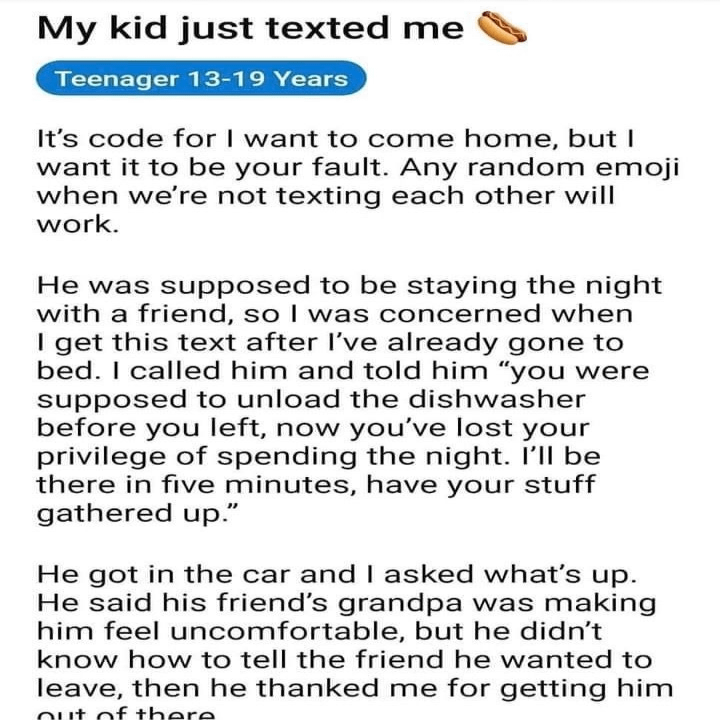 My kid just texted me 🌭
Teenager 13-19 Years
It’s code for I want to come home, but I
want it to be your fault. Any random emoji
when we’re not texting each other will
work.
He was supposed to be staying the night
with a friend, so I was concerned when
I get this text after I’ve already gone to
bed. I called him and told him “you were
supposed to unload the dishwasher
before you left, now you’ve lost your
privilege of spending the night. I’ll be
there in five minutes, have your stuff
gathered up.”
He got in the car and I asked what’s up.
He said his friend’s grandpa was making
him feel uncomfortable, but he didn’t
know how to tell the friend he wanted to
leave, then he thanked me for getting him
out of there